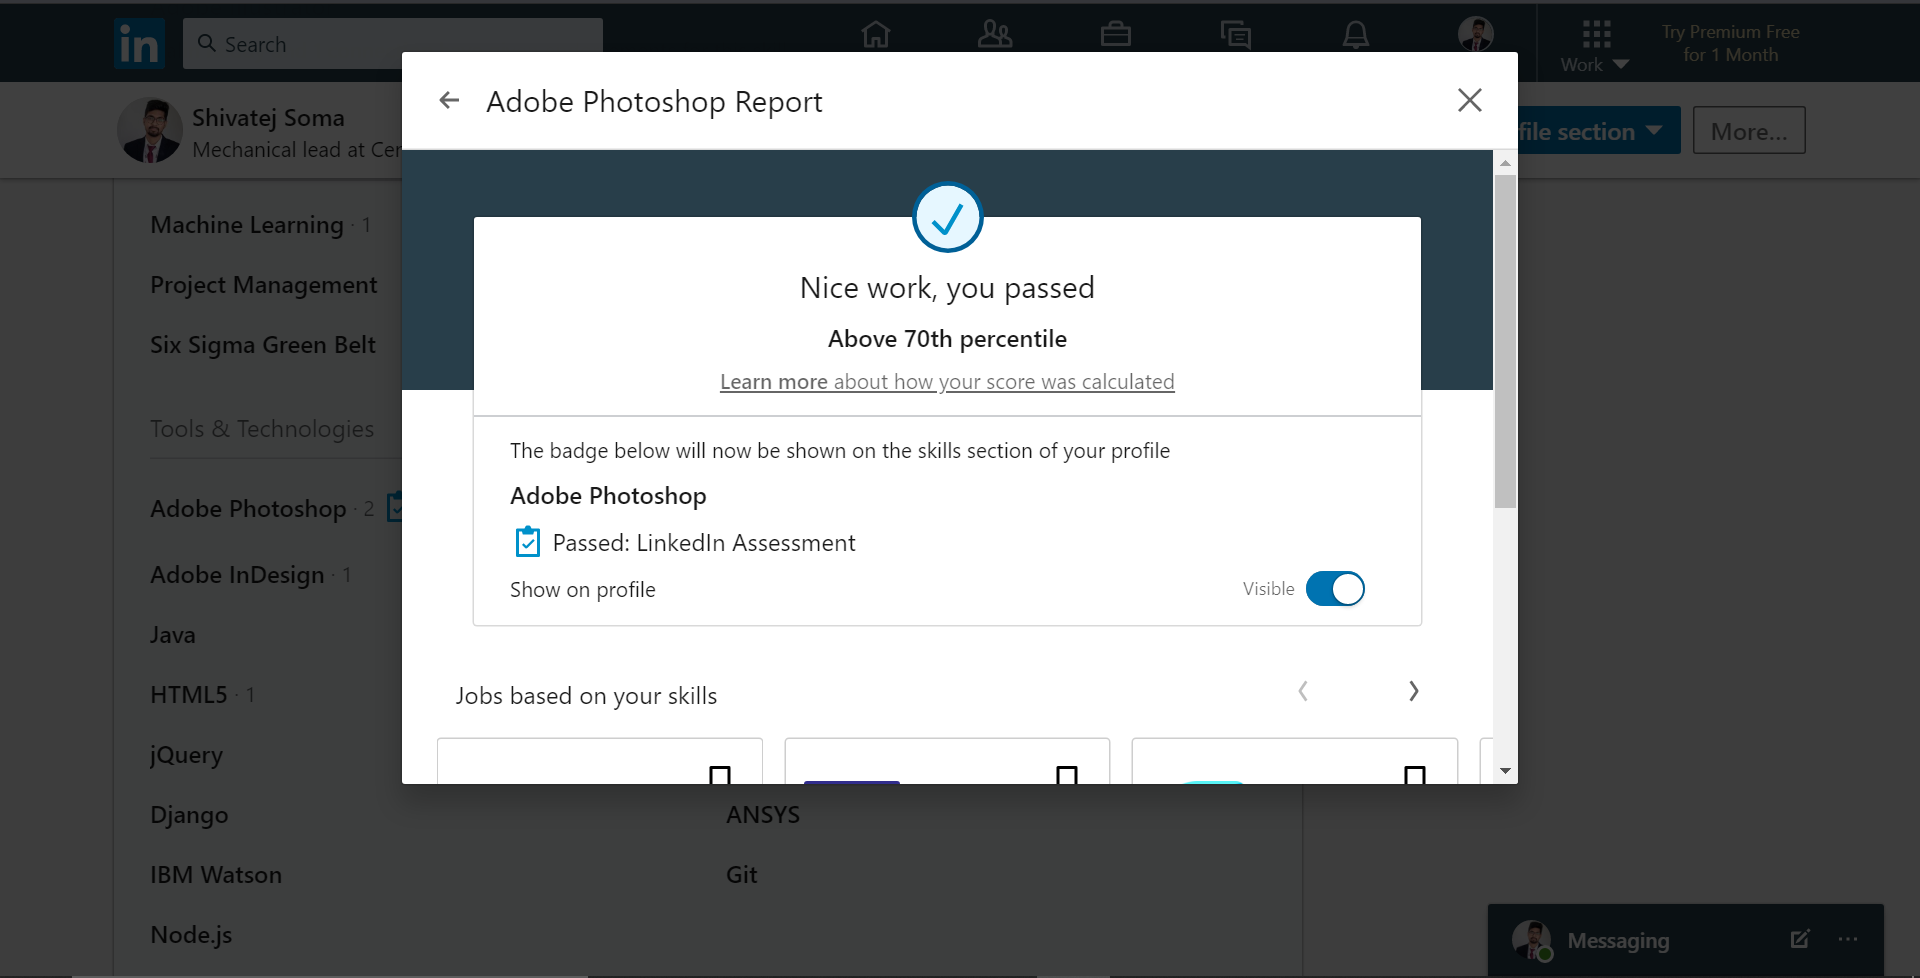 in
Search
Work
Try Premium Free
for 1 Month
Shivatej Soma
Mechanical lead at Cer
file section
More...
Adobe Photoshop Report
Nice work, you passed
Above 70th percentile
Learn more about how your score was calculated
The badge below will now be shown on the skills section of your profile
Adobe Photoshop
Passed: LinkedIn Assessment
Show on profile
Visible
Jobs based on your skills
Machine Learning · 1
Project Management
Six Sigma Green Belt
Tools & Technologies
Adobe Photoshop · 2
Adobe InDesign · 1
Java
HTML5 · 1
jQuery
Django
ANSYS
IBM Watson
Git
Node.js
Messaging